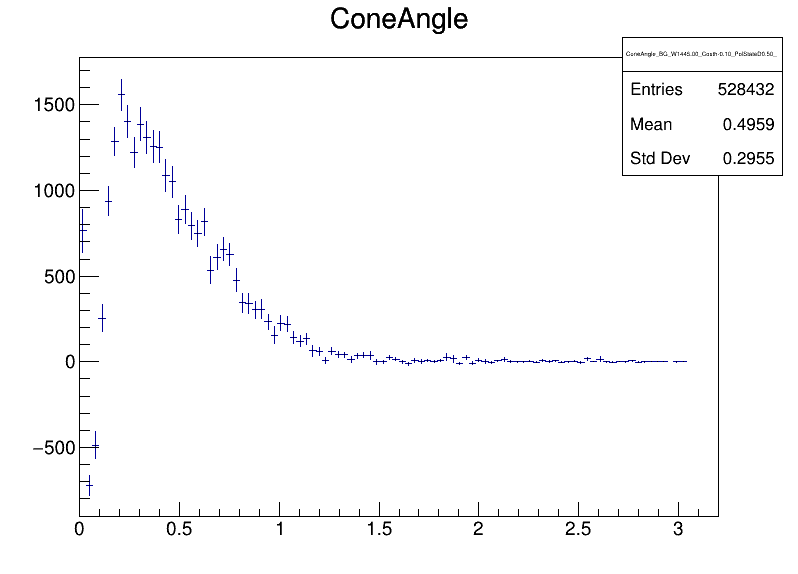 ConeAngle
ConeAngle_BG_W1445.00_Costh-0.10_PolStateD0.50_
Entries 528432
Mean 0.4959
Std Dev 0.2955
1500
1000
500
0
−500
0 0.5 1 1.5 2 2.5 3